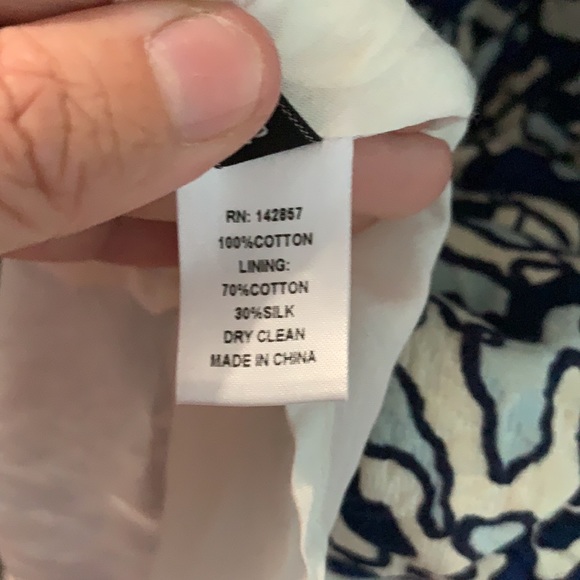 RN: 142857
100%COTTON
LINING:
70%COTTON
30%SILK
DRY CLEAN
MADE IN CHINA